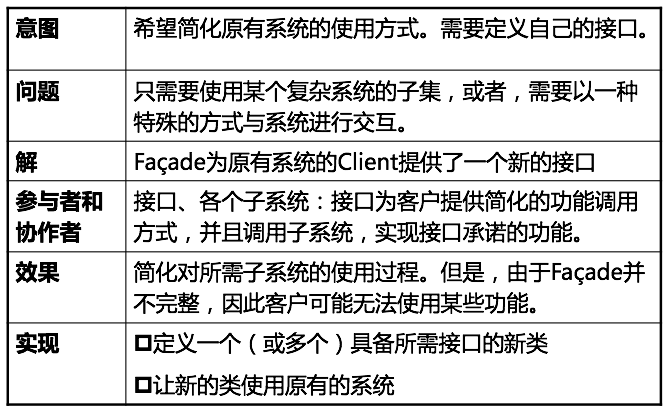 意图 希望简化原有系统的使用方式。需要定义自己的接口。
问题 只需要使用某个复杂系统的子集，或者，需要以一种
特殊的方式与系统进行交互。
解 Façade为原有系统的Client提供了一个新的接口
参与者和 接口、各个子系统：接口为客户提供简化的功能调用
协作者 方式，并且调用子系统，实现接口承诺的功能。
效果 简化对所需子系统的使用过程。但是，由于Façade并
不完整，因此客户可能无法使用某些功能。
实现 定义一个（或多个）具备所需接口的新类
让新的类使用原有的系统